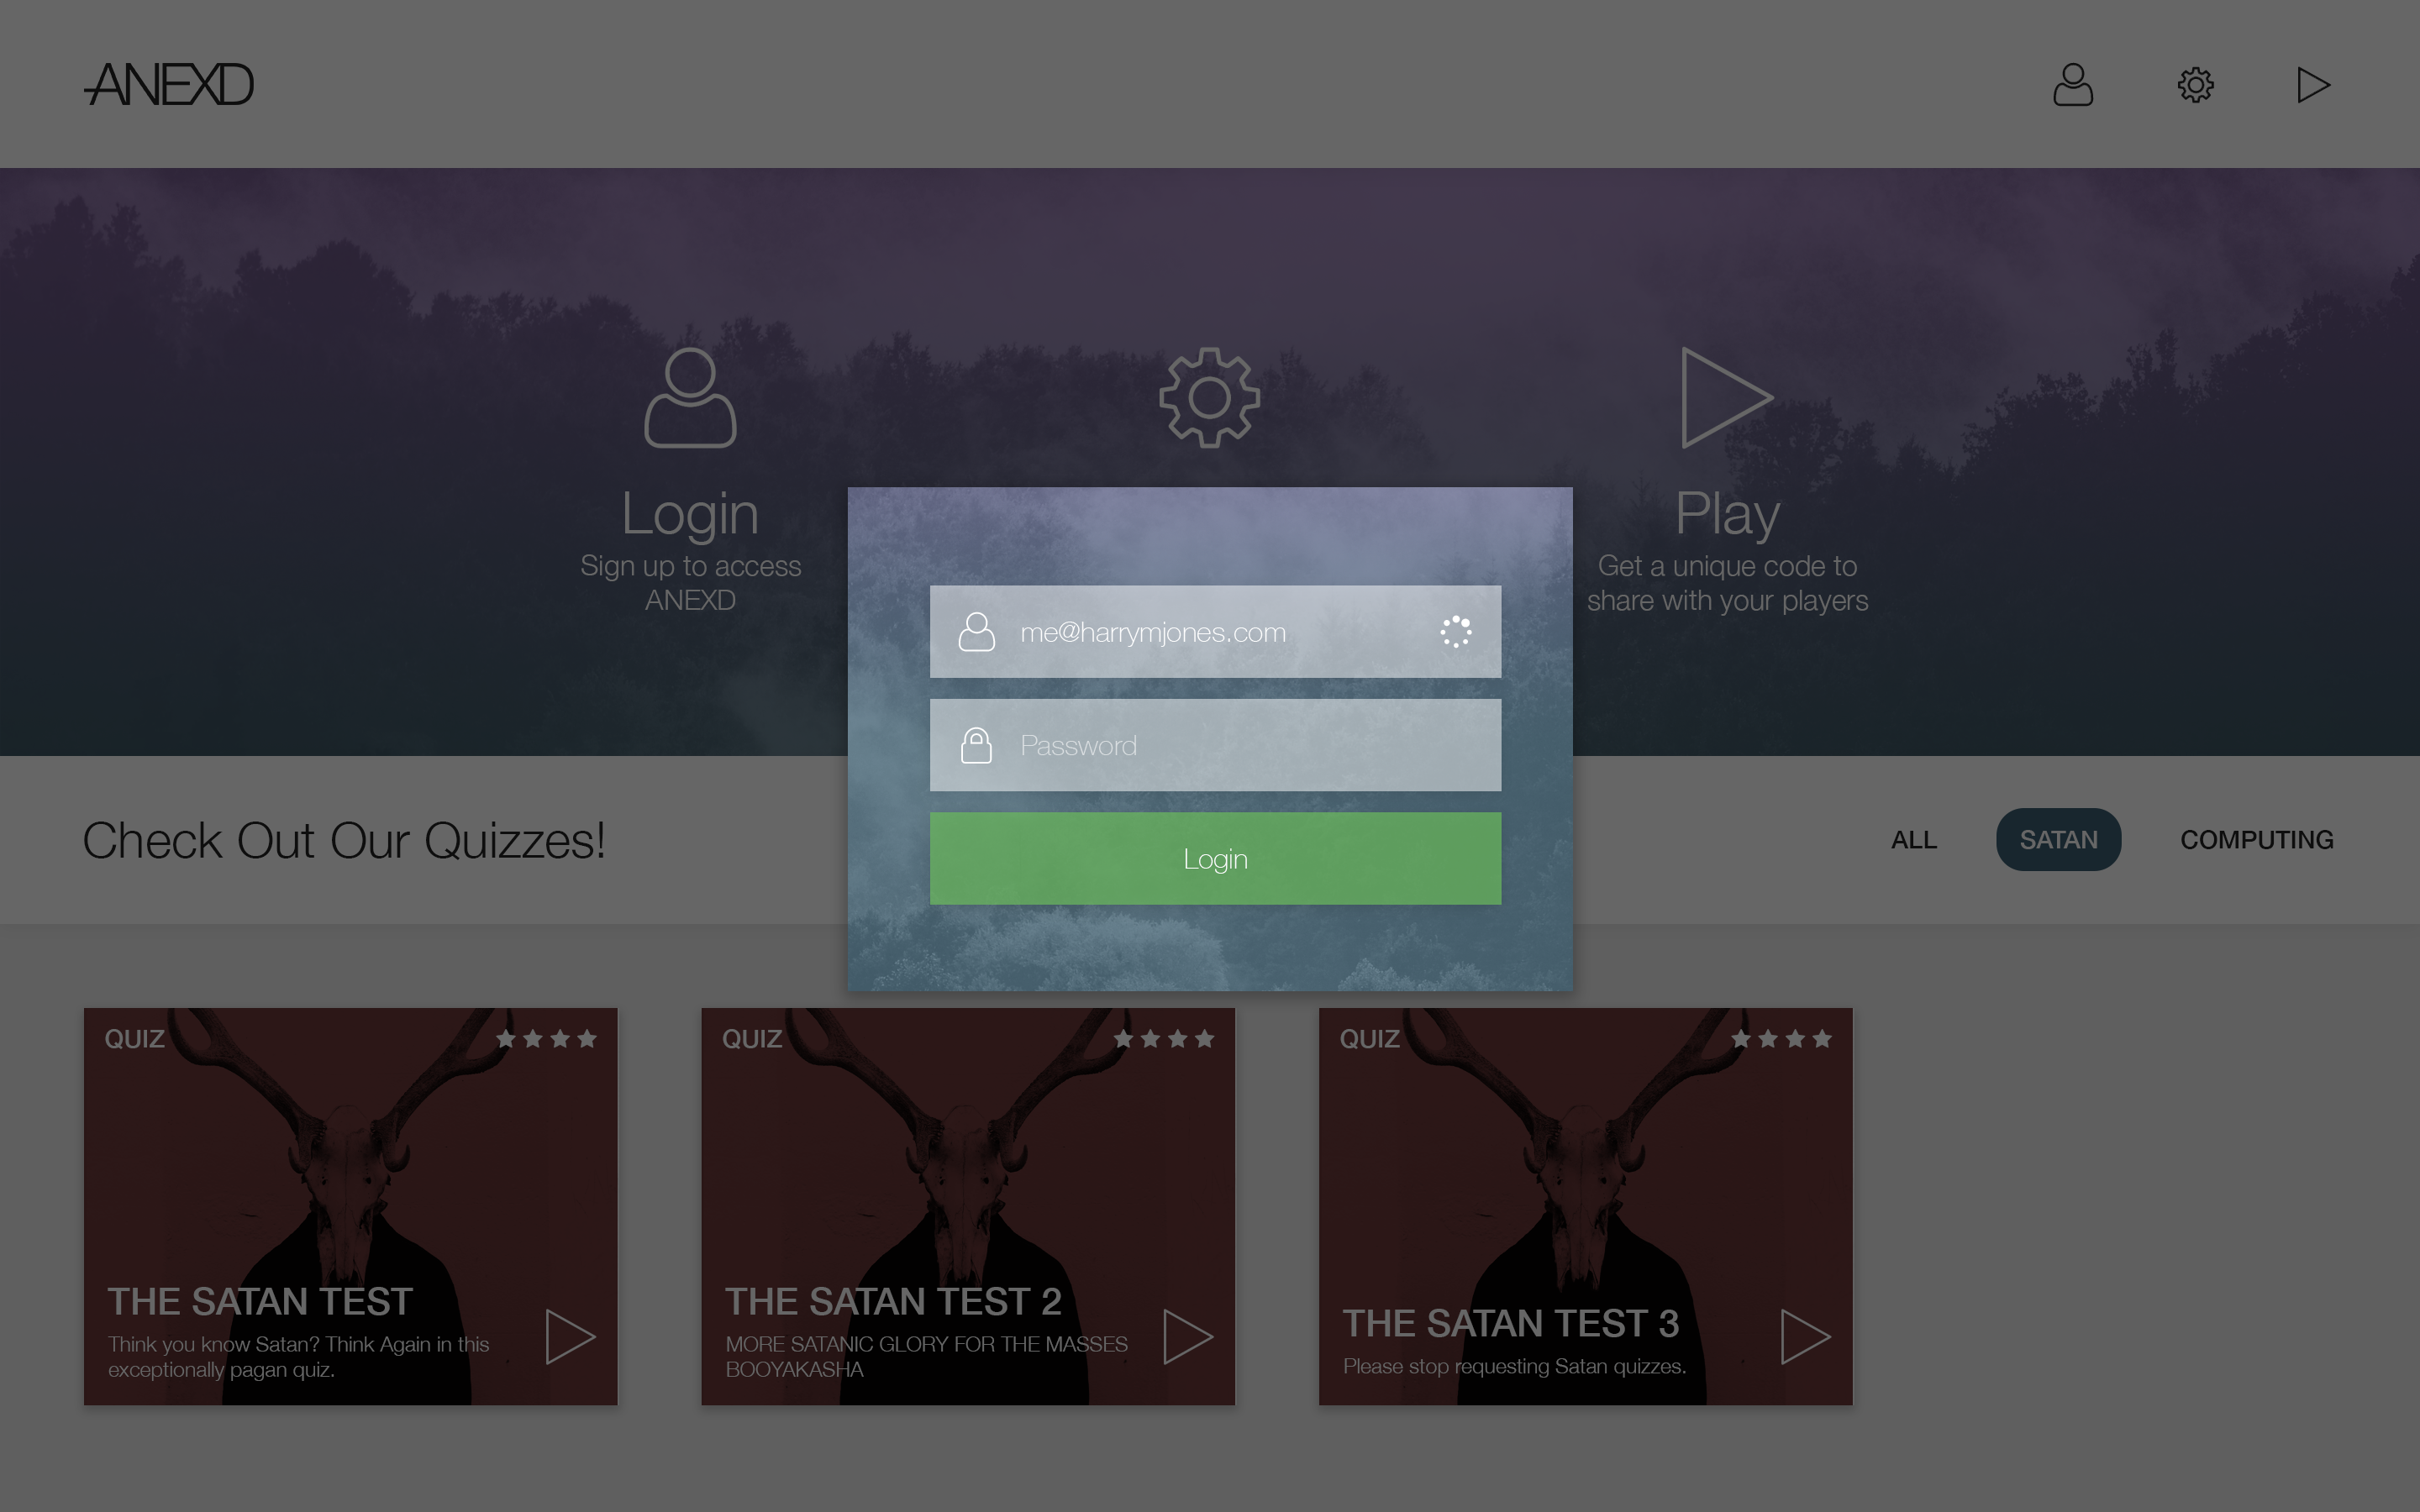 ANEXD
Login
Sign up to access
ANEXD
Play
Get a unique code to
share with your players
me@harrymjones.com
Password
Login
Check Out Our Quizzes!
ALL
SATAN
COMPUTING
QUIZ
THE SATAN TEST
Think you know Satan? Think Again in this
exceptionally pagan quiz.
QUIZ
THE SATAN TEST 2
MORE SATANIC GLORY FOR THE MASSES
BOOYAKASHA
QUIZ
THE SATAN TEST 3
Please stop requesting Satan quizzes.